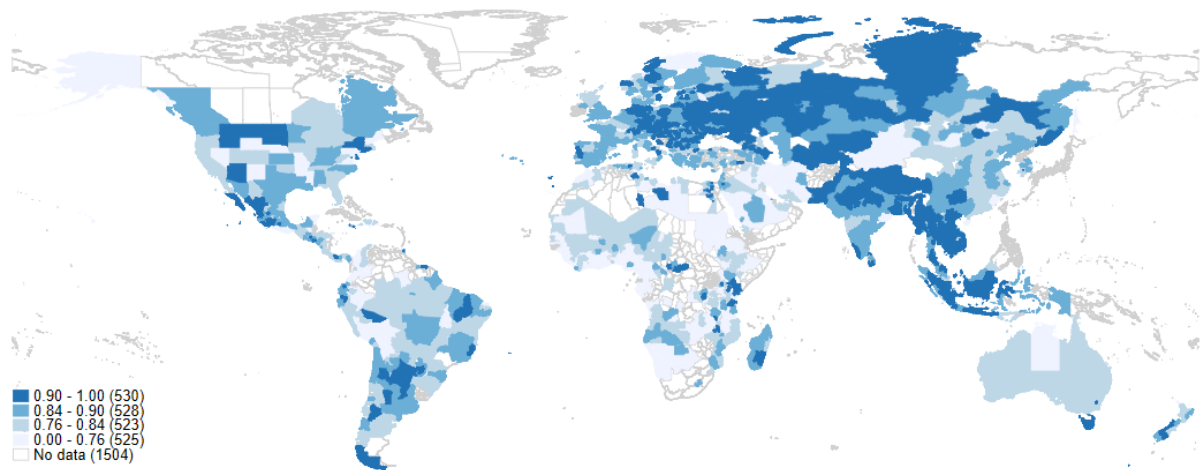 0.90 - 1.00 (530)
0.84 - 0.90 (528)
0.76 - 0.84 (523)
0.00 - 0.76 (525)
No data (1504)